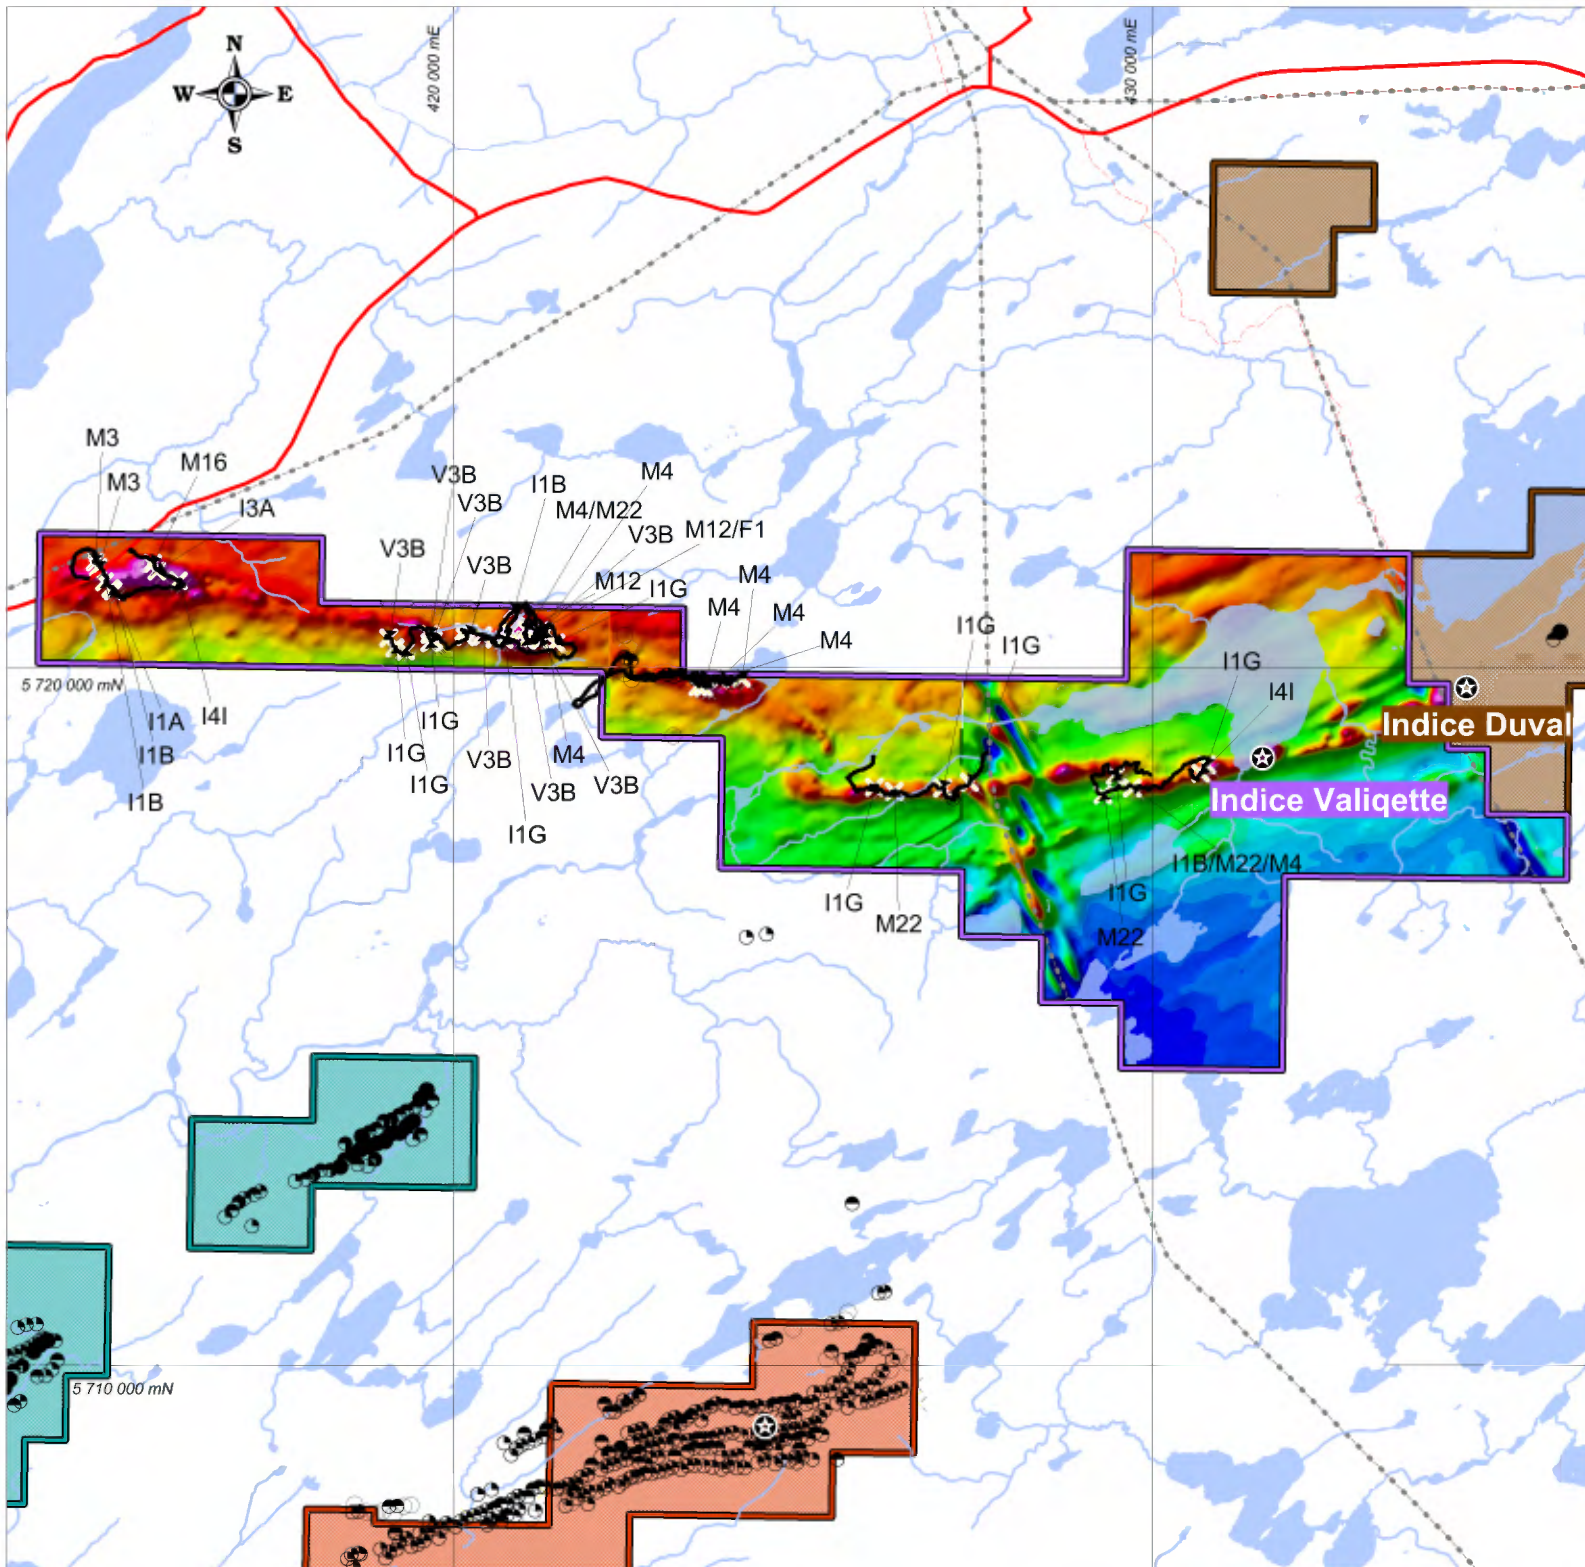 420 000 mE
430 000 mE
N
W E
S
M3
M16
M3
I3A
V3B
V3B
I1B
M4
M4/M22
V3B
M12/F1
V3B
V3B
M12
I1G
M4
M4
M4
M4
I1G
I1G
I1G
I4I
5 720 000 mN
I1A
I4I
I1B
I1B
I1G
I1G
I1G
V3B
M4
V3B
V3B
I1G
Indice Duval
Indice Valiqette
I1B/M22/M4
I1G
M22
I1G
M22
5 710 000 mN